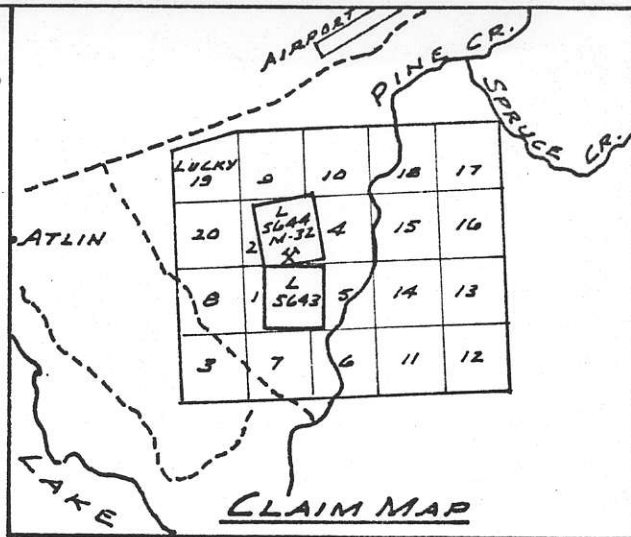 AIRPORT
PINE CR.
SPRUCE CR.
LUCKY
19 9 10 18 17
L
5644
M-32
20 2 4 15 16
ATLIN
L
5643
8 1 5 14 13
3 7 6 11 12
LAKE
CLAIM MAP